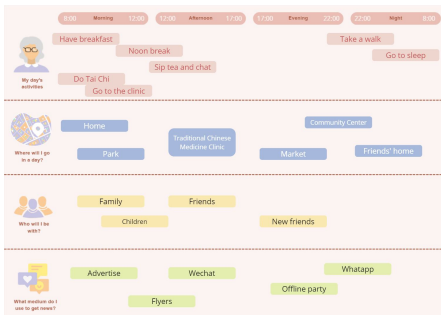 8:00 Morning 12:00
12:00 Afternoon 17:00
17:00 Evening 22:00
22:00 Night 8:00
My day's
activities
Have breakfast
Noon break
Sip tea and chat
Do Tai Chi
Go to the clinic
Take a walk
Go to sleep
Where will I go
in a day?
Home
Park
Traditional Chinese
Medicine Clinic
Community Center
Market
Friends' home
Who will I be
with?
Family
Children
Friends
New friends
What medium do I
use to get news?
Advertise
Flyers
Wechat
Offline party
Whatapp